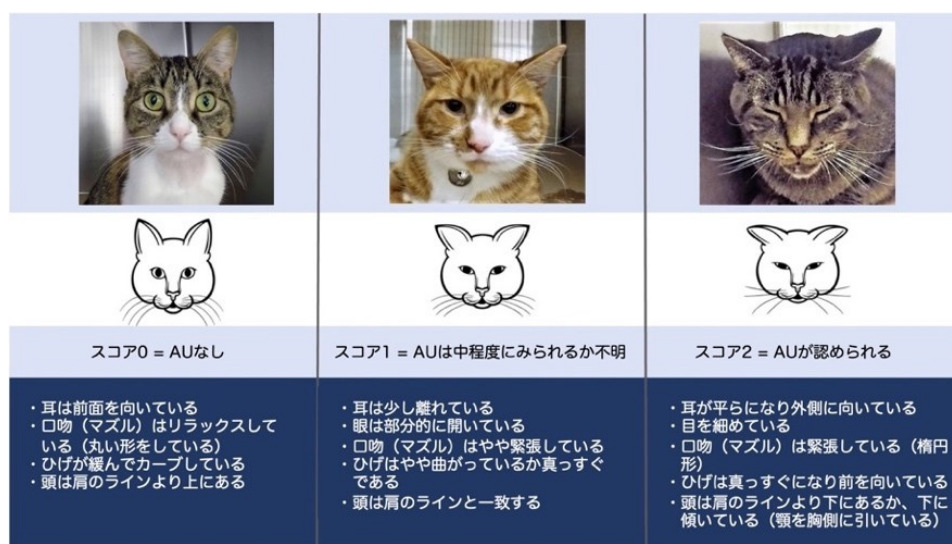 スコア0 = AUなし
・耳は前面を向いている
・口吻（マズル）はリラックスして
いる（丸い形をしている）
・ひげが緩んでカーブしている
・頭は肩のラインより上にある
スコア1 = AUは中程度にみられるか不明
・耳は少し離れている
・眼は部分的に開いている
・口吻（マズル）はやや緊張している
・ひげはやや曲がっているか真っすぐ
である
・頭は肩のラインと一致する
スコア2 = AUが認められる
・耳が平らになり外側に向いている
・目を細めている
・口吻（マズル）は緊張している（楕円
形）
・ひげは真っすぐになり前を向いている
・頭は肩のラインより下にあるか、下に
傾いている（顎を胸側に引いている）